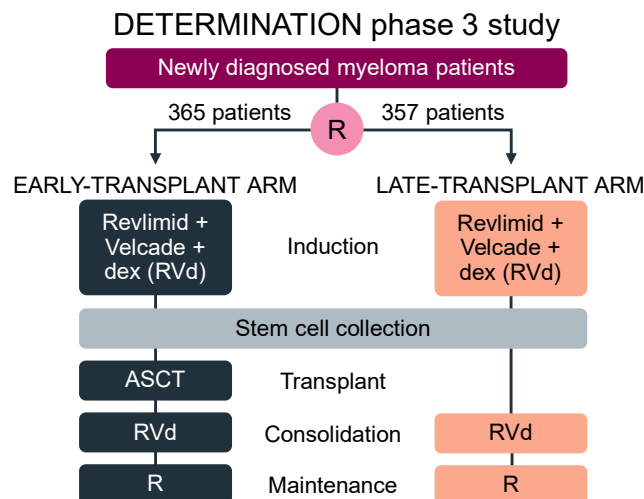 DETERMINATION phase 3 study
Newly diagnosed myeloma patients
365 patients
R
357 patients
EARLY-TRANSPLANT ARM
LATE-TRANSPLANT ARM
Revlimid +
Velcade +
dex (RVd)
Induction
Revlimid +
Velcade +
dex (RVd)
Stem cell collection
ASCT
Transplant
RVd
Consolidation
RVd
R
Maintenance
R